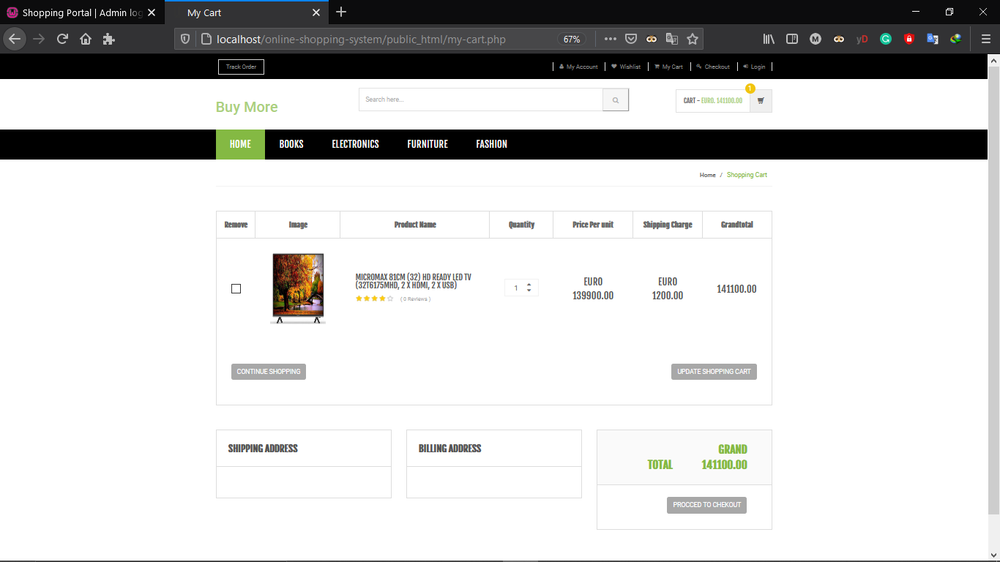 Shopping Portal | Admin log
My Cart
localhost/online-shopping-system/public_html/my-cart.php
67%
Track Order
My Account
Wishlist
My Cart
Checkout
Login
Buy More
Search here...
CART - EURO. 141100.00
1
HOME
BOOKS
ELECTRONICS
FURNITURE
FASHION
Home / Shopping Cart
Remove
Image
Product Name
Quantity
Price Per unit
Shipping Charge
Grandtotal
MICROMAX 81CM (32) HD READY LED TV
(32T6175MHD, 2 X HDMI, 2 X USB)
( 0 Reviews )
1
EURO
139900.00
EURO
1200.00
141100.00
CONTINUE SHOPPING
UPDATE SHOPPING CART
SHIPPING ADDRESS
BILLING ADDRESS
GRAND
TOTAL 141100.00
PROCCED TO CHEKOUT